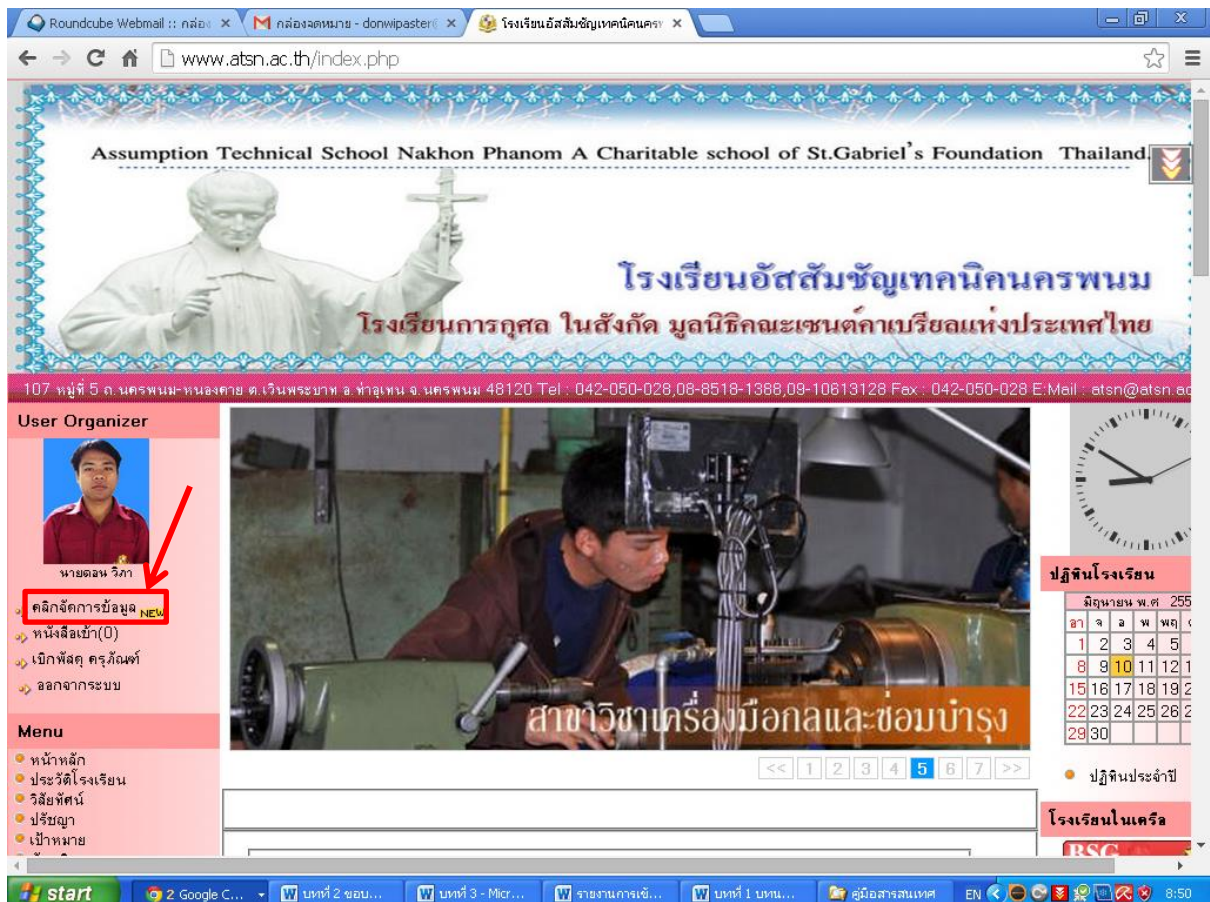 Roundcube Webmail :: กล่อง
กล่องจดหมาย - donwipaster@
โรงเรียนอัสสัมชัญเทคนิคนครพ
www.atsn.ac.th/index.php
Assumption Technical School Nakhon Phanom A Charitable school of St.Gabriel's Foundation Thailand.
โรงเรียนอัสสัมชัญเทคนิคนครพนม
โรงเรียนการกุศล ในสังกัด มูลนิธิคณะเซนต์คาเบรียลแห่งประเทศไทย
107 หมู่ที่ 5 ถ.นครพนม-หนองคาย ต.เวินพระบาท อ.ท่าอุเทน จ.นครพนม 48120 Tel : 042-050-028,08-8518-1388,09-10613128 Fax : 042-050-028 E:Mail : atsn@atsn.ac
User Organizer
นายดอน วิภา
คลิกจัดการข้อมูล NEW
หนังสือเข้า(0)
เบิกพัสดุ ครุภัณฑ์
ออกจากระบบ
Menu
หน้าหลัก
ประวัติโรงเรียน
วิสัยทัศน์
ปรัชญา
เป้าหมาย
สาขาวิชาเครื่องมือกลและซ่อมบำรุง
<< 1 2 3 4 5 6 7 >>
ปฏิทินโรงเรียน
มิถุนายน พ.ศ 255
อา จ อ พ พฤ
1 2 3 4 5
8 9 10 11 12 1
15 16 17 18 19 2
22 23 24 25 26 2
29 30
ปฏิทินประจำปี
โรงเรียนในเครือ
BSG
start
2 Google C...
บทที่ 2 ขอบ...
บทที่ 3 - Micr...
รายงานการเข้...
บทที่ 1 บทน...
คู่มือสารสนเทศ
EN
8:50